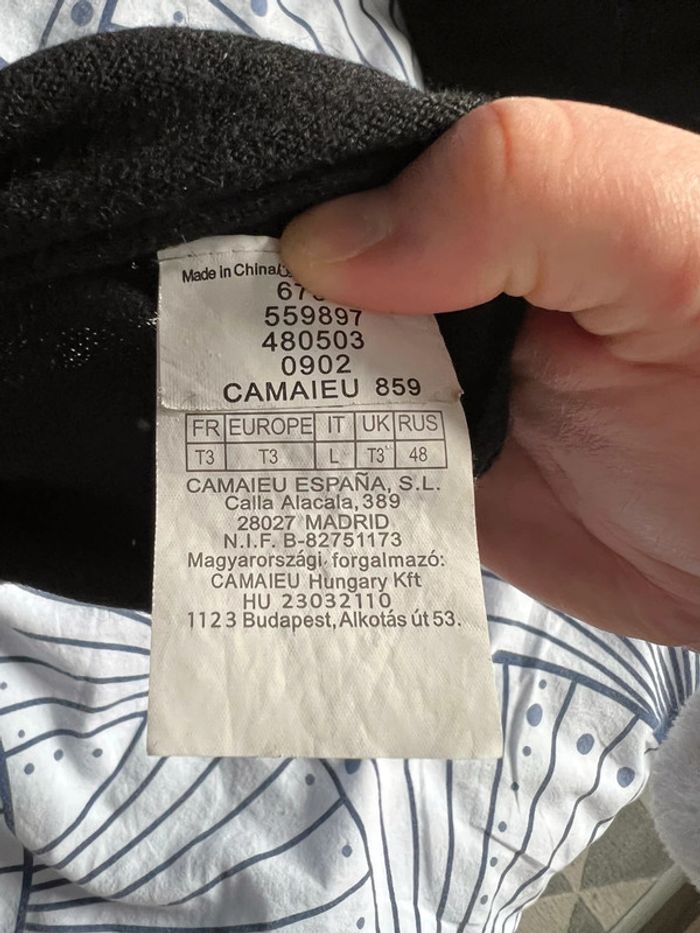 Made in China/
559897
480503
0902
CAMAIEU 859
FR EUROPE IT UK RUS
T3 T3 L T3 48
CAMAIEU ESPAÑA, S.L.
Calla Alacala, 389
28027 MADRID
N.I.F. B-82751173
Magyarországi forgalmazó:
CAMAIEU Hungary Kft
HU 23032110
1123 Budapest, Alkotás út 53.